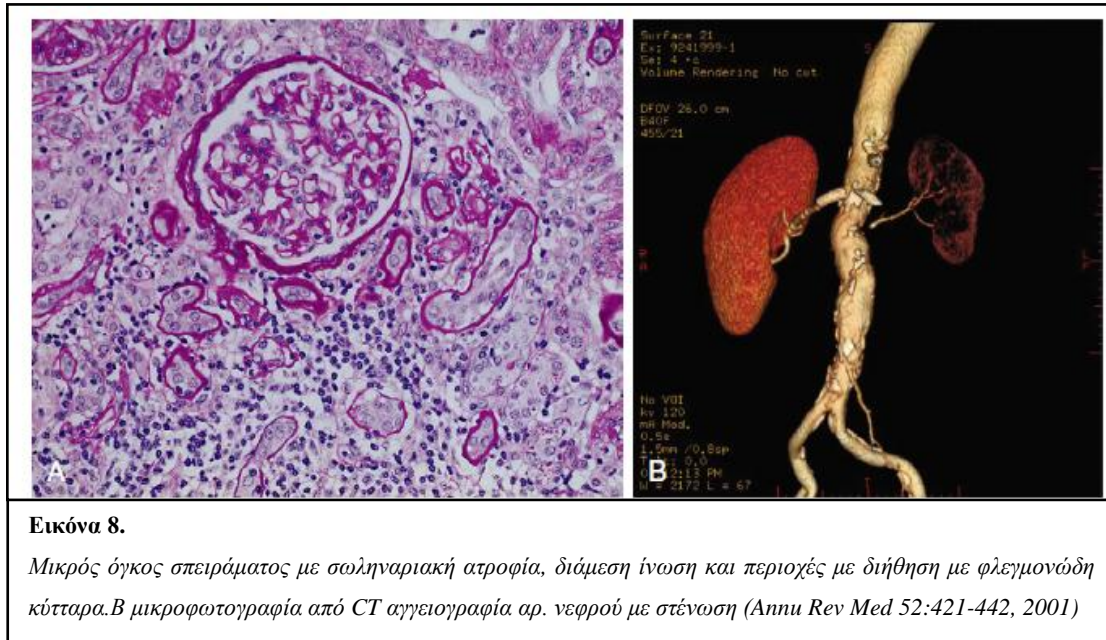 Surface 21
Ex: 9241999-1
Se: 4 +c
Volume Rendering No cut
S
DFOV 26.0 cm
B40F
455/21
No VOI
kv 120
mA Mod.
0.5s
1.5mm /0.8sp
W = 2172 L = 67
A
B
Εικόνα 8.
Μικρός όγκος σπειράματος με σωληναριακή ατροφία, διάμεση ίνωση και περιοχές με διήθηση με φλεγμονώδη
κύτταρα.Β μικροφωτογραφία από CT αγγειογραφία αρ. νεφρού με στένωση (Annu Rev Med 52:421-442, 2001)